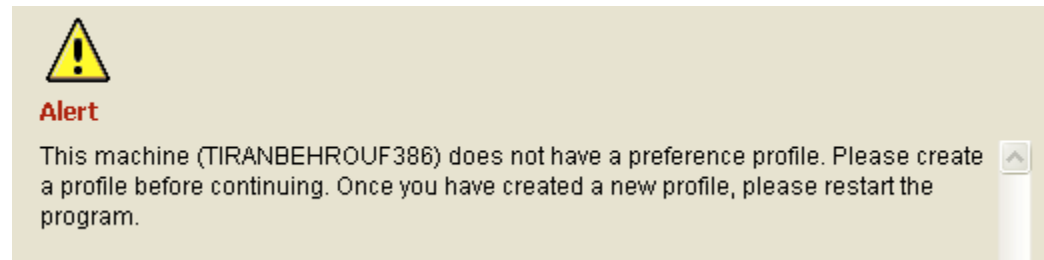 Alert
This machine (TIRANBEHROUF386) does not have a preference profile. Please create
a profile before continuing. Once you have created a new profile, please restart the
program.